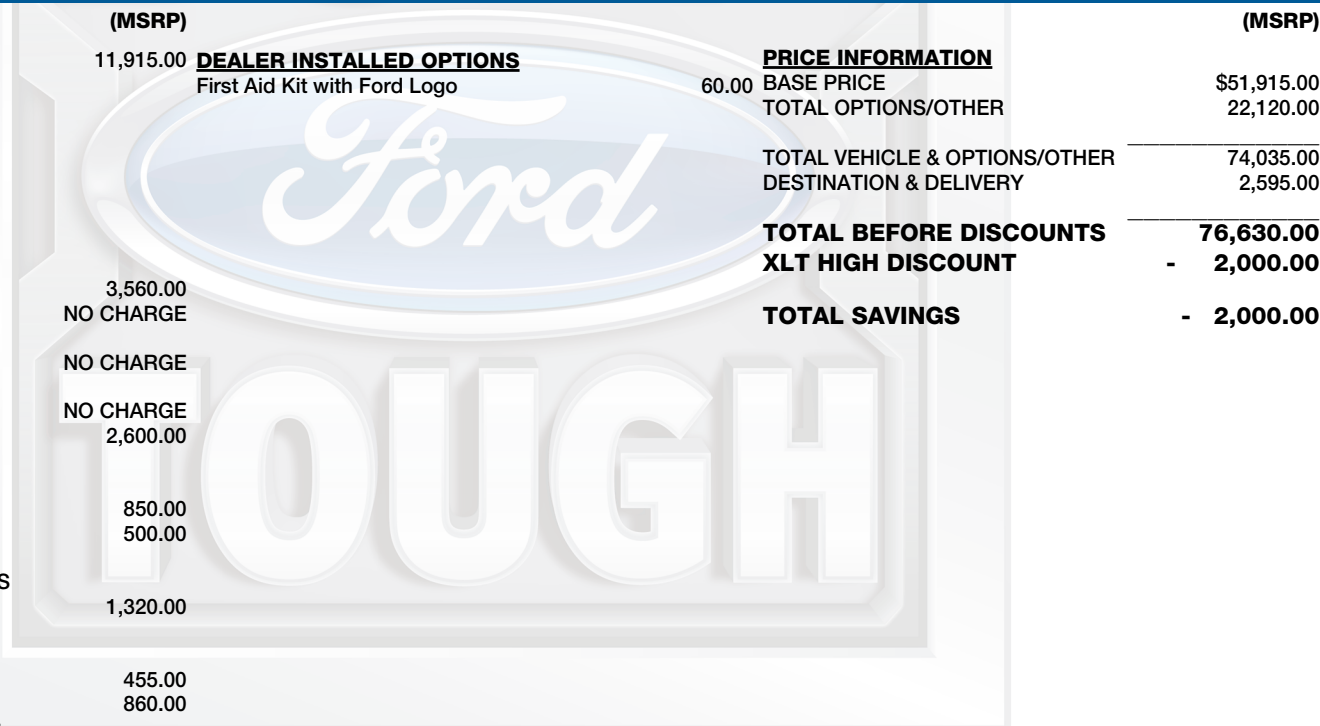 (MSRP)
11,915.00
3,560.00
NO CHARGE
NO CHARGE
NO CHARGE
2,600.00
850.00
500.00
S
1,320.00
455.00
860.00
DEALER INSTALLED OPTIONS
First Aid Kit with Ford Logo 60.00
(MSRP)
PRICE INFORMATION
BASE PRICE $51,915.00
TOTAL OPTIONS/OTHER 22,120.00
TOTAL VEHICLE & OPTIONS/OTHER 74,035.00
DESTINATION & DELIVERY 2,595.00
TOTAL BEFORE DISCOUNTS 76,630.00
XLT HIGH DISCOUNT - 2,000.00
TOTAL SAVINGS - 2,000.00
Ford
TOUGH